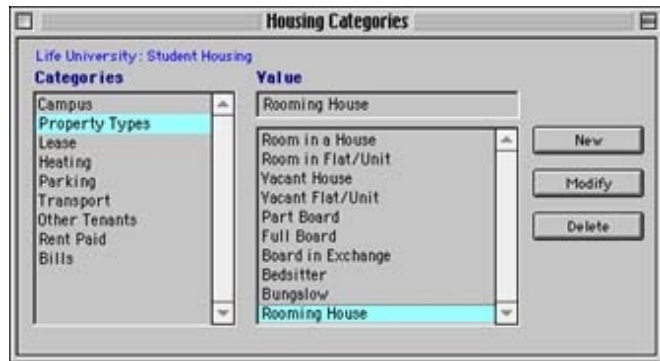 Housing Categories
Life University: Student Housing
Categories
Campus
Property Types
Lease
Heating
Parking
Transport
Other Tenants
Rent Paid
Bills
Value
Rooming House
Room in a House
Room in Flat/Unit
Vacant House
Vacant Flat/Unit
Part Board
Full Board
Board in Exchange
Bedsitter
Bungalow
Rooming House
New
Modify
Delete